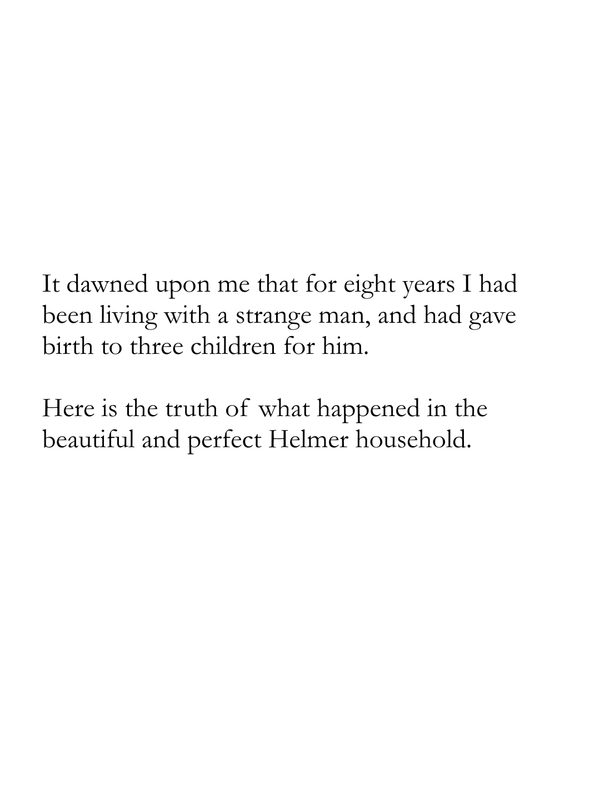 It dawned upon me that for eight years I had
been living with a strange man, and had gave
birth to three children for him.
Here is the truth of what happened in the
beautiful and perfect Helmer household.